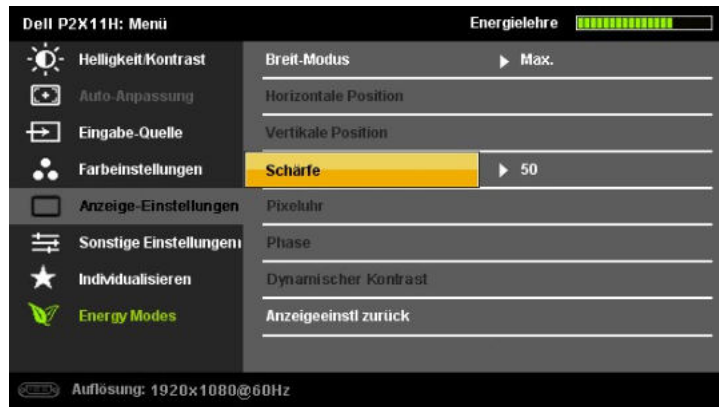 Dell P2X11H: Menü Energielehre
Helligkeit/Kontrast Breit-Modus Max.
Auto-Anpassung Horizontale Position
Eingabe-Quelle Vertikale Position
Farbeinstellungen Schärfe 50
Anzeige-Einstellungen Pixeluhr
Sonstige Einstellungen Phase
Individualisieren Dynamischer Kontrast
Energy Modes Anzeigeeinstl zurück
Auflösung: 1920x1080@60Hz